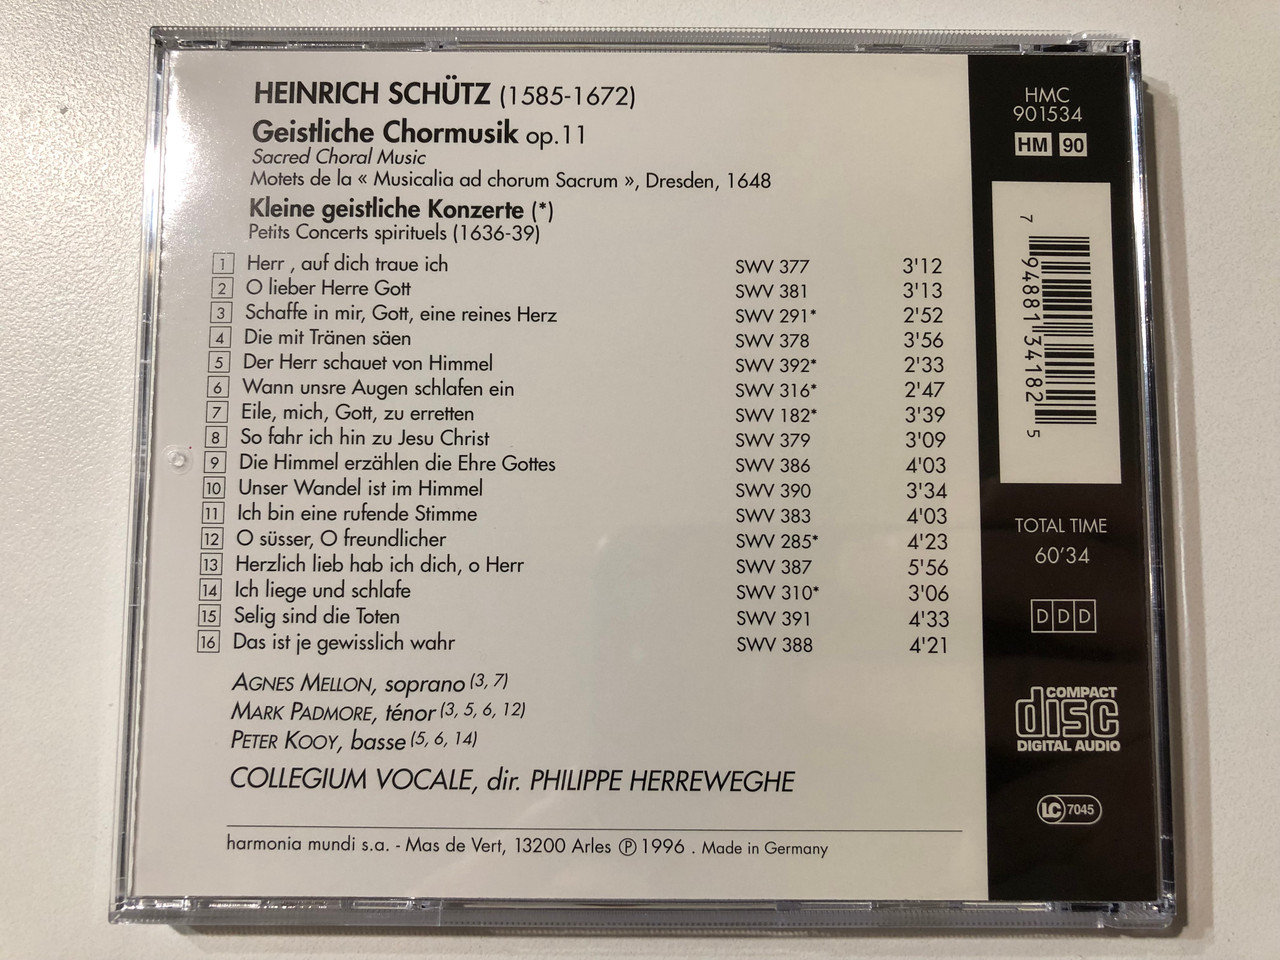 HEINRICH SCHÜTZ (1585-1672)
Geistliche Chormusik op.11
Sacred Choral Music
Motets de la « Musicalia ad chorum Sacrum », Dresden, 1648
Kleine geistliche Konzerte (*)
Petits Concerts spirituels (1636-39)
1 Herr , auf dich traue ich SWV 377 3'12
2 O lieber Herre Gott SWV 381 3'13
3 Schaffe in mir, Gott, eine reines Herz SWV 291* 2'52
4 Die mit Tränen säen SWV 378 3'56
5 Der Herr schauet von Himmel SWV 392* 2'33
6 Wann unsre Augen schlafen ein SWV 316* 2'47
7 Eile, mich, Gott, zu erretten SWV 182* 3'39
8 So fahr ich hin zu Jesu Christ SWV 379 3'09
9 Die Himmel erzählen die Ehre Gottes SWV 386 4'03
10 Unser Wandel ist im Himmel SWV 390 3'34
11 Ich bin eine rufende Stimme SWV 383 4'03
12 O süsser, O freundlicher SWV 285* 4'23
13 Herzlich lieb hab ich dich, o Herr SWV 387 5'56
14 Ich liege und schlafe SWV 310* 3'06
15 Selig sind die Toten SWV 391 4'33
16 Das ist je gewisslich wahr SWV 388 4'21
AGNES MELLON, soprano (3, 7)
MARK PADMORE, ténor (3, 5, 6, 12)
PETER KOOY, basse (5, 6, 14)
COLLEGIUM VOCALE, dir. PHILIPPE HERREWEGHE
harmonia mundi s.a. - Mas de Vert, 13200 Arles ℗ 1996 . Made in Germany
HMC
901534
HM 90
7 94881 34182 5
TOTAL TIME
60'34
DDD
COMPACT
disc
DIGITAL AUDIO
LC 7045